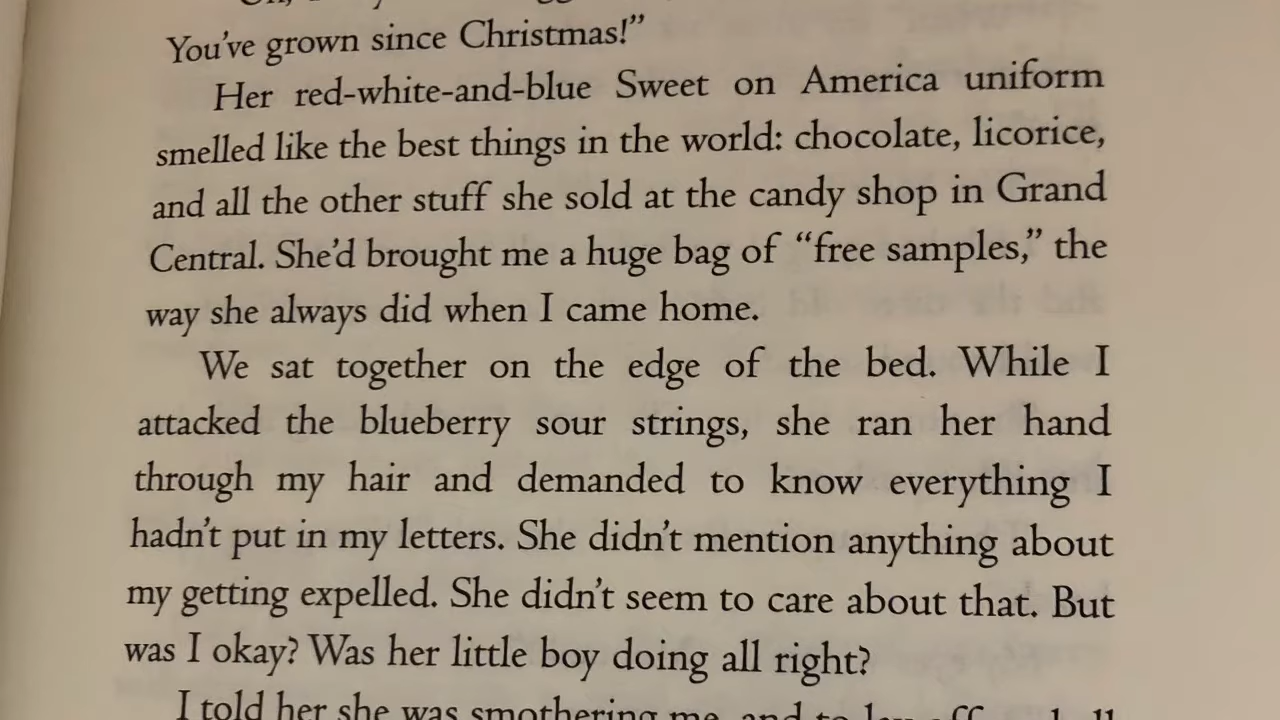 You've grown since Christmas!”
Her red-white-and-blue Sweet on America uniform
smelled like the best things in the world: chocolate, licorice,
and all the other stuff she sold at the candy shop in Grand
Central. She'd brought me a huge bag of “free samples,” the
way she always did when I came home.
We sat together on the edge of the bed. While I
attacked the blueberry sour strings, she ran her hand
through my hair and demanded to know everything I
hadn't put in my letters. She didn't mention anything about
my getting expelled. She didn't seem to care about that. But
was I okay? Was her little boy doing all right?
I told her she was smothering me, and to